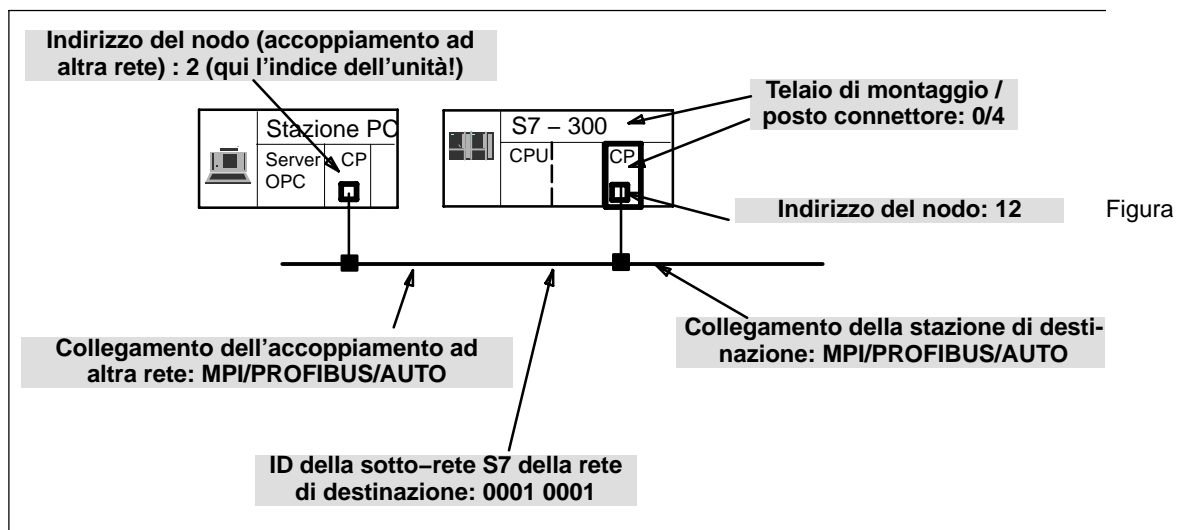 Indirizzo del nodo (accoppiamento ad
altra rete) : 2 (qui l'indice dell'unità!)
Telaio di montaggio /
posto connettore: 0/4
Stazione PC
Server
OPC
CP
S7 – 300
CPU
CP
Indirizzo del nodo: 12
Figura
Collegamento dell'accoppiamento ad
altra rete: MPI/PROFIBUS/AUTO
Collegamento della stazione di desti-
nazione: MPI/PROFIBUS/AUTO
ID della sotto–rete S7 della rete
di destinazione: 0001 0001